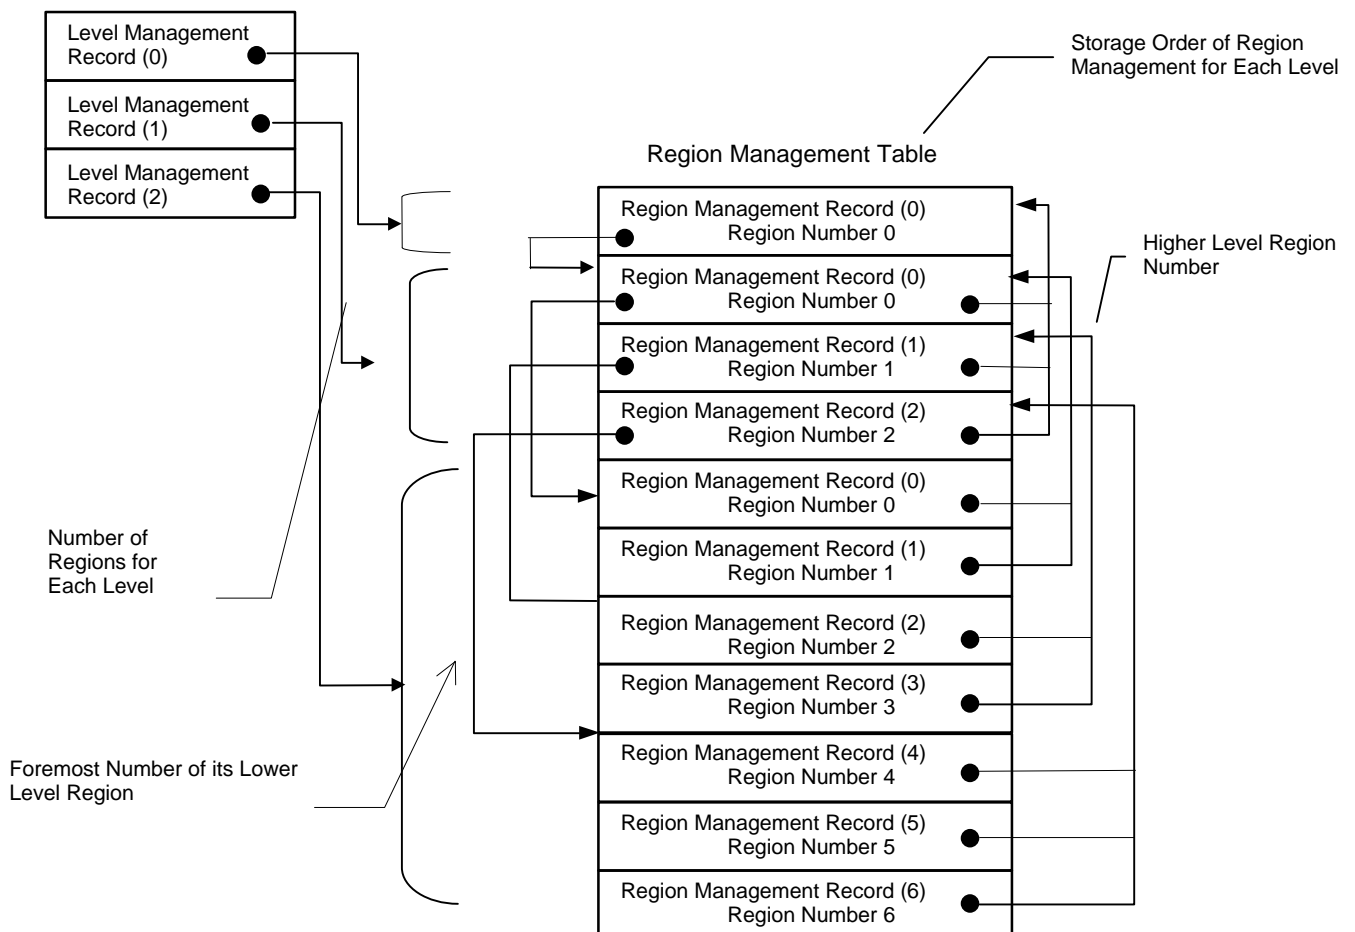 Level Management
Record (0)
Level Management
Record (1)
Level Management
Record (2)
Storage Order of Region
Management for Each Level
Region Management Table
Region Management Record (0)
Region Number 0
Region Management Record (0)
Region Number 0
Region Management Record (1)
Region Number 1
Region Management Record (2)
Region Number 2
Region Management Record (0)
Region Number 0
Region Management Record (1)
Region Number 1
Region Management Record (2)
Region Number 2
Region Management Record (3)
Region Number 3
Region Management Record (4)
Region Number 4
Region Management Record (5)
Region Number 5
Region Management Record (6)
Region Number 6
Higher Level Region
Number
Number of
Regions for
Each Level
Foremost Number of its Lower
Level Region